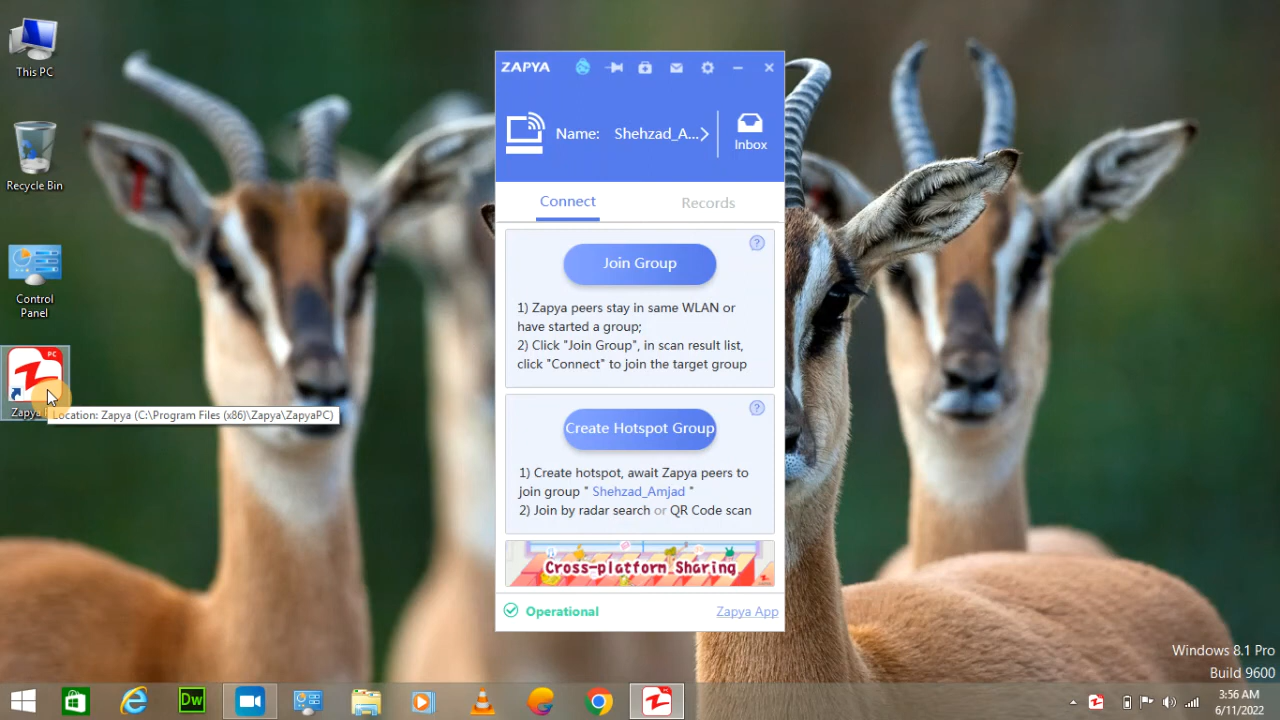 This PC
Recycle Bin
Control
Panel
PC
Zapya
Location: Zapya (C:\Program Files (x86)\Zapya\ZapyaPC)
ZAPYA
Name: Shehzad_A...
Inbox
Connect
Records
Join Group
?
1) Zapya peers stay in same WLAN or
have started a group;
2) Click "Join Group", in scan result list,
click "Connect" to join the target group
Create Hotspot Group
?
1) Create hotspot, await Zapya peers to
join group " Shehzad_Amjad "
2) Join by radar search or QR Code scan
Cross-platform Sharing
Operational
Zapya App
Windows 8.1 Pro
Build 9600
Dw
3:56 AM
6/11/2022